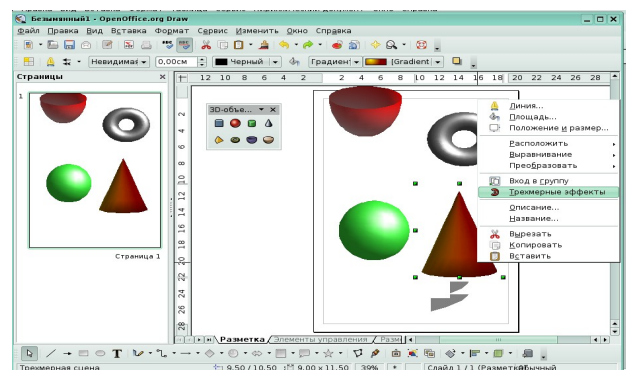 Безымянный1 - OpenOffice.org Draw
Файл Правка Вид Вставка Формат Сервис Изменить Окно Справка
Невидимая 0,00см Черный Градиент (Gradient
Страницы
10 8 6 4 2 2 4 6 8 10 12 14 16 18 20 22 24 26 28
1
3D-объе...
Линия...
Площадь...
Положение и размер...
Расположить
Выравнивание
Преобразовать
Вход в группу
Трехмерные эффекты
Описание...
Название...
Вырезать
Копировать
Вставить
Страница 1
Разметка Элементы управления Разм
Трехмерная сцена 9,50 / 10,50 9,00 x 11,50 39% * Слайд 1 / 1 (Разметка)